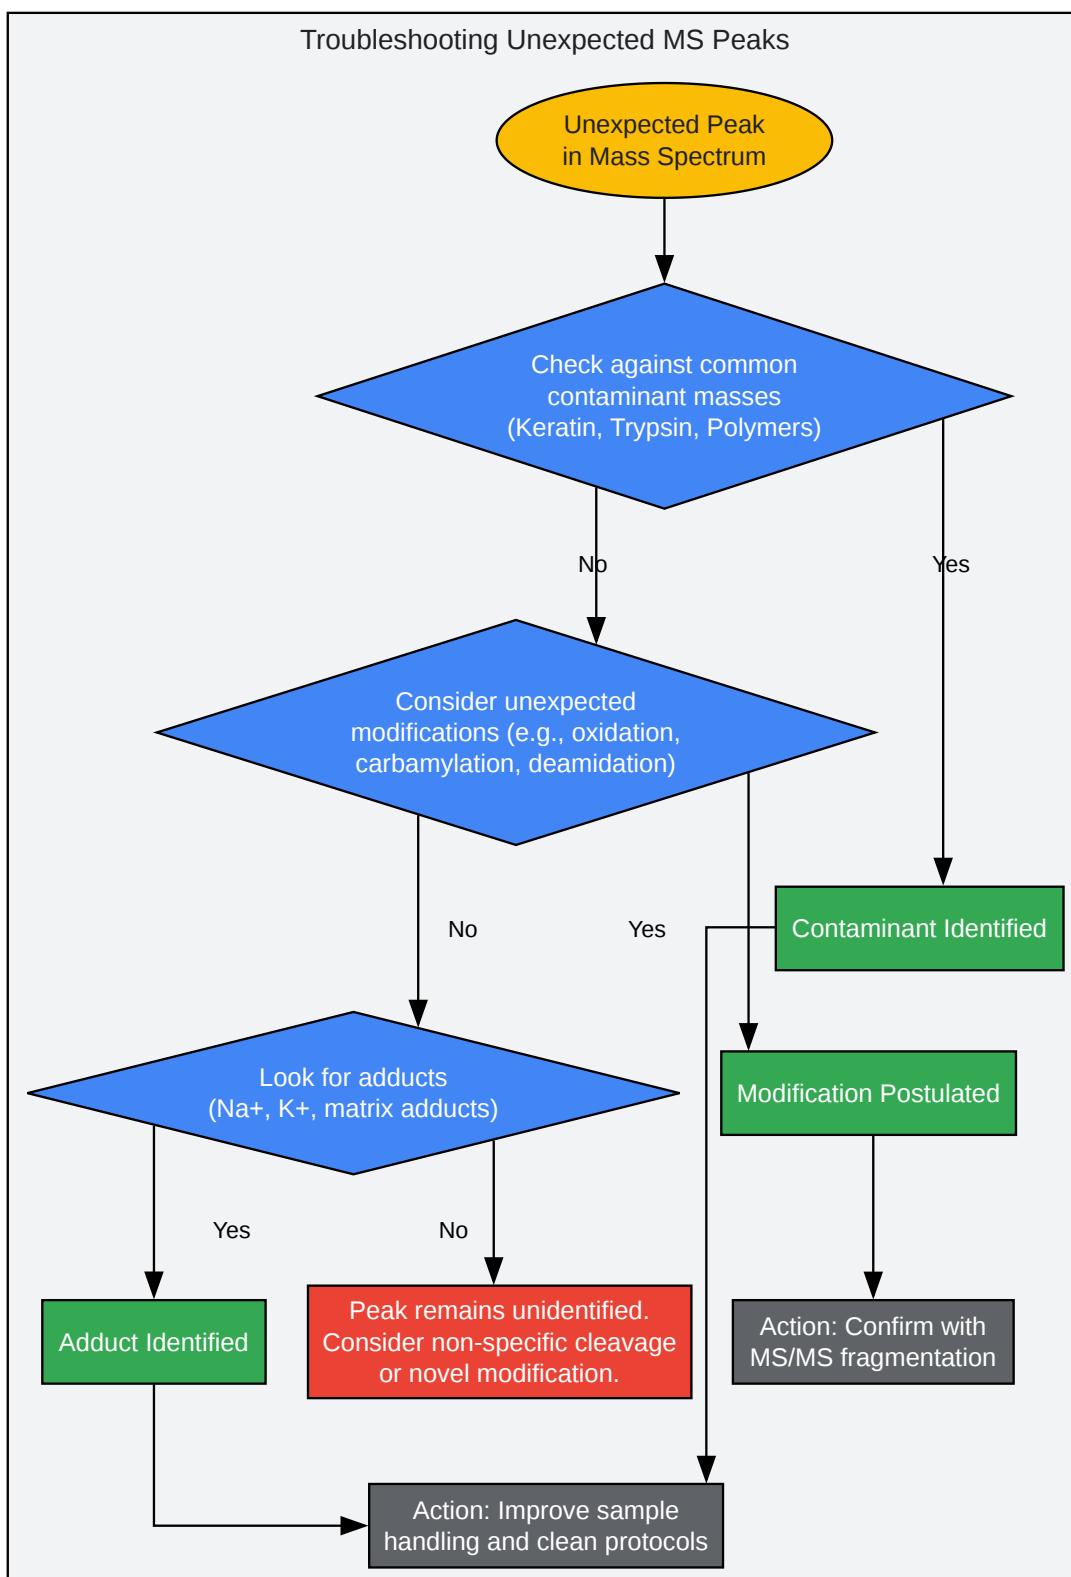 Troubleshooting Unexpected MS Peaks
Unexpected Peak
in Mass Spectrum
Check against common
contaminant masses
(Keratin, Trypsin, Polymers)
No
Yes
Consider unexpected
modifications (e.g., oxidation,
carbamylation, deamidation)
No
Yes
Contaminant Identified
Look for adducts
(Na+, K+, matrix adducts)
Modification Postulated
Yes
No
Adduct Identified
Peak remains unidentified.
Consider non-specific cleavage
or novel modification.
Action: Confirm with
MS/MS fragmentation
Action: Improve sample
handling and clean protocols